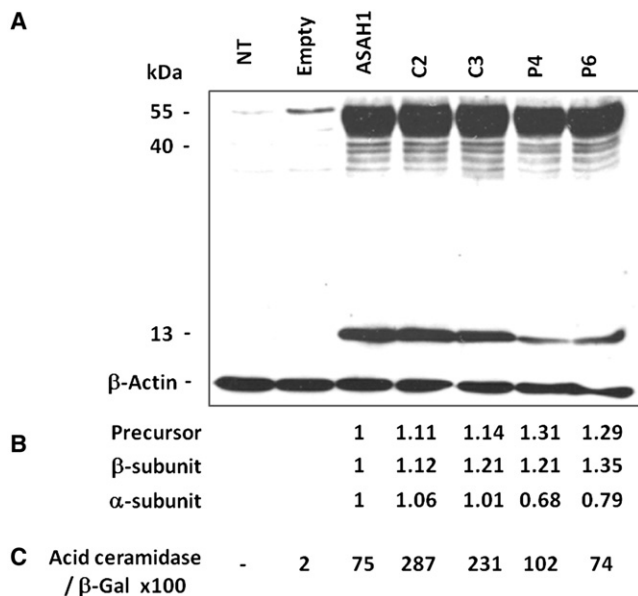 A
kDa NT Empty ASAH1 C2 C3 P4 P6
55 -
40 -
13 -
β-Actin -
B
Precursor 1 1.11 1.14 1.31 1.29
β-subunit 1 1.12 1.21 1.21 1.35
α-subunit 1 1.06 1.01 0.68 0.79
C Acid ceramidase - 2 75 287 231 102 74
/ β-Gal x100